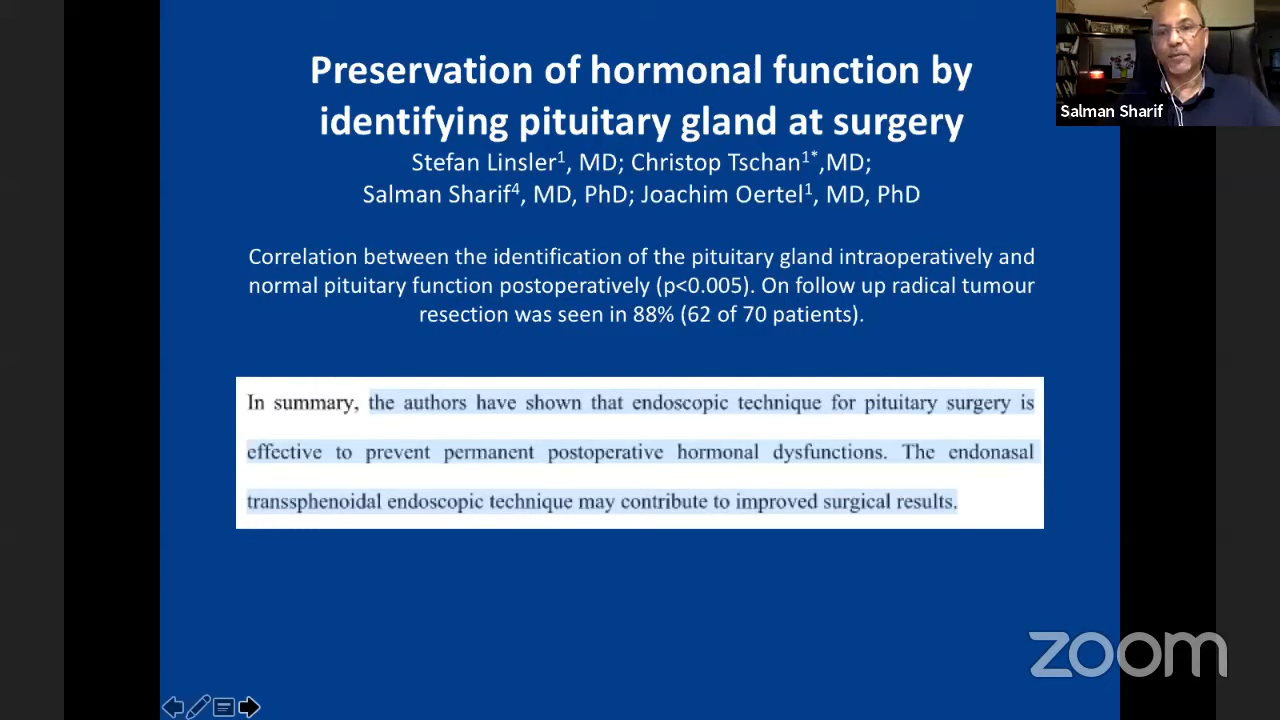 Preservation of hormonal function by
identifying pituitary gland at surgery
Stefan Linsler¹, MD; Christop Tschan¹*,MD;
Salman Sharif⁴, MD, PhD; Joachim Oertel¹, MD, PhD
Correlation between the identification of the pituitary gland intraoperatively and
normal pituitary function postoperatively (p<0.005). On follow up radical tumour
resection was seen in 88% (62 of 70 patients).
In summary, the authors have shown that endoscopic technique for pituitary surgery is
effective to prevent permanent postoperative hormonal dysfunctions. The endonasal
transsphenoidal endoscopic technique may contribute to improved surgical results.
Salman Sharif
zoom